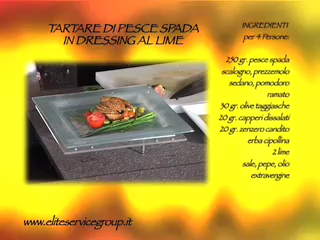 TARTARE DI PESCE SPADA
IN DRESSING AL LIME
INGREDIENTI
per 4 Persone:
250 gr. pesce spada
scalogno, prezzemolo
sedano, pomodoro
ramato
30 gr. olive taggiasche
20 gr. capperi dissalati
20 gr. zenzero candito
erba cipollina
2 lime
sale, pepe, olio
extravergine
www.eliteservicegroup.it